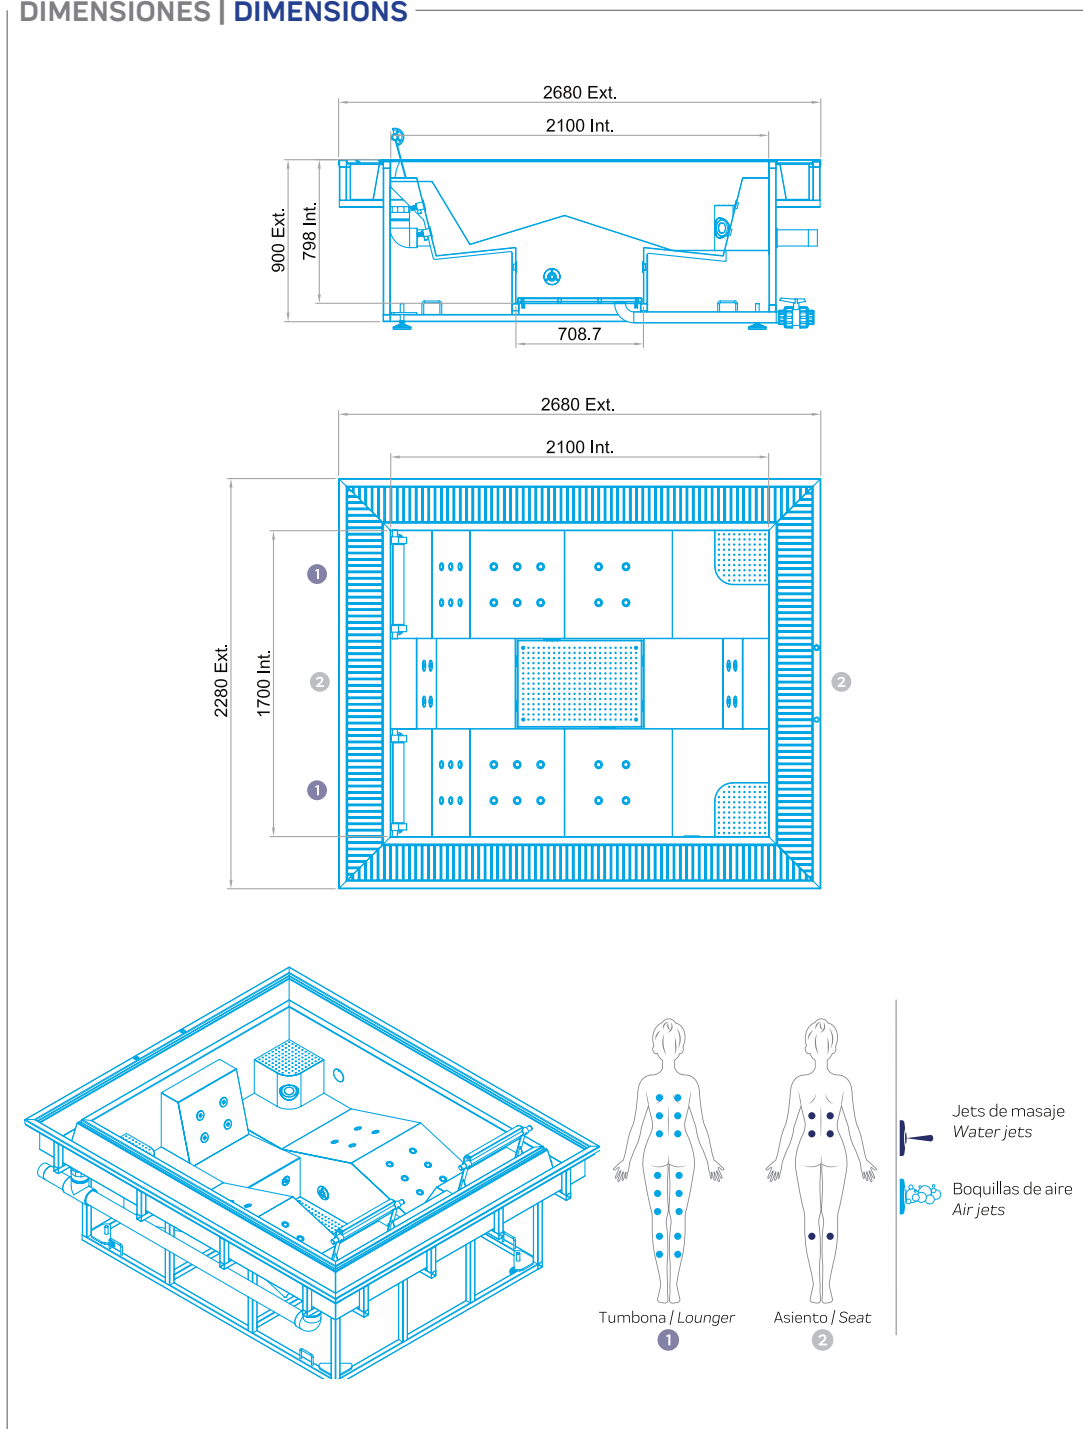 DIMENSIONES | DIMENSIONS
2680 Ext.
2100 Int.
900 Ext.
798 Int.
708.7
2680 Ext.
2100 Int.
2280 Ext.
1700 Int.
1
2
2
1
Jets de masaje
Water jets
Boquillas de aire
Air jets
Tumbona / Lounger
1
Asiento / Seat
2